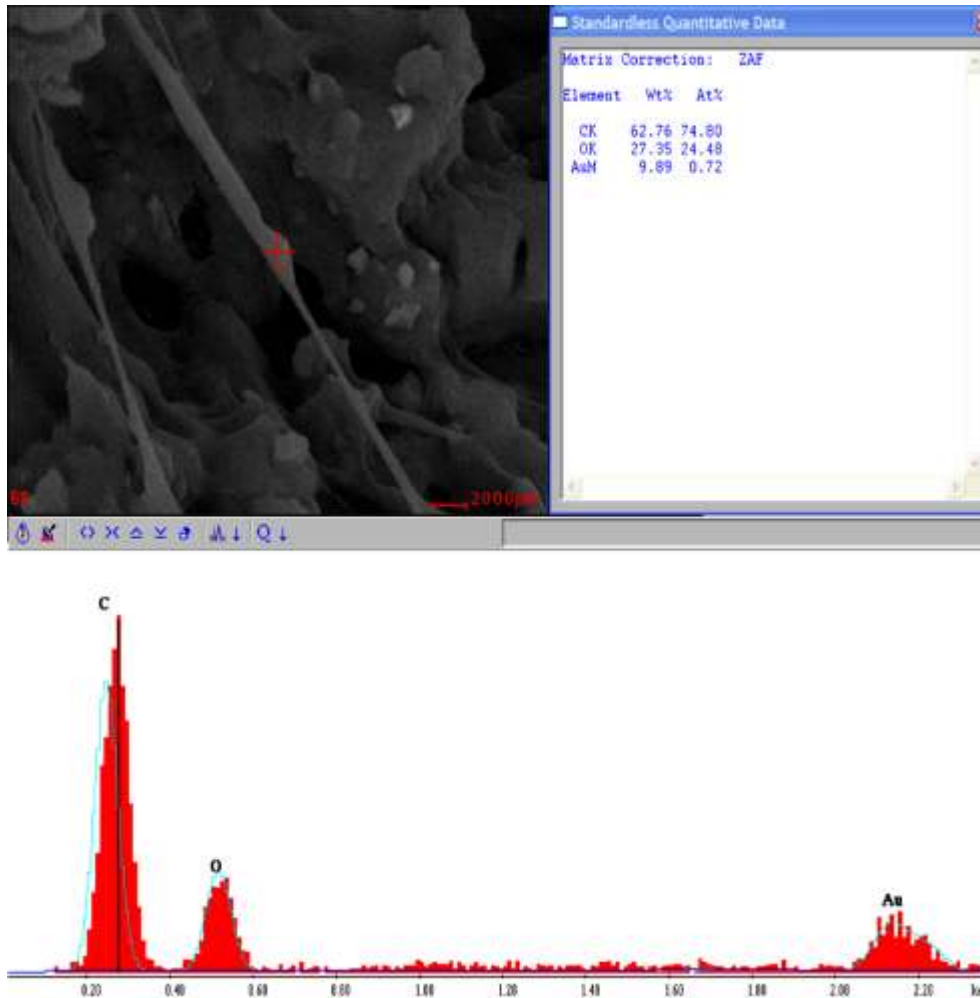 Standardless Quantitative Data
Matrix Correction: ZAF
Element Wt% At%
CK 62.76 74.80
OK 27.35 24.48
AuM 9.89 0.72
C
O
Au
0.20 0.40 0.60 0.80 1.00 1.20 1.40 1.60 1.80 2.00 2.20